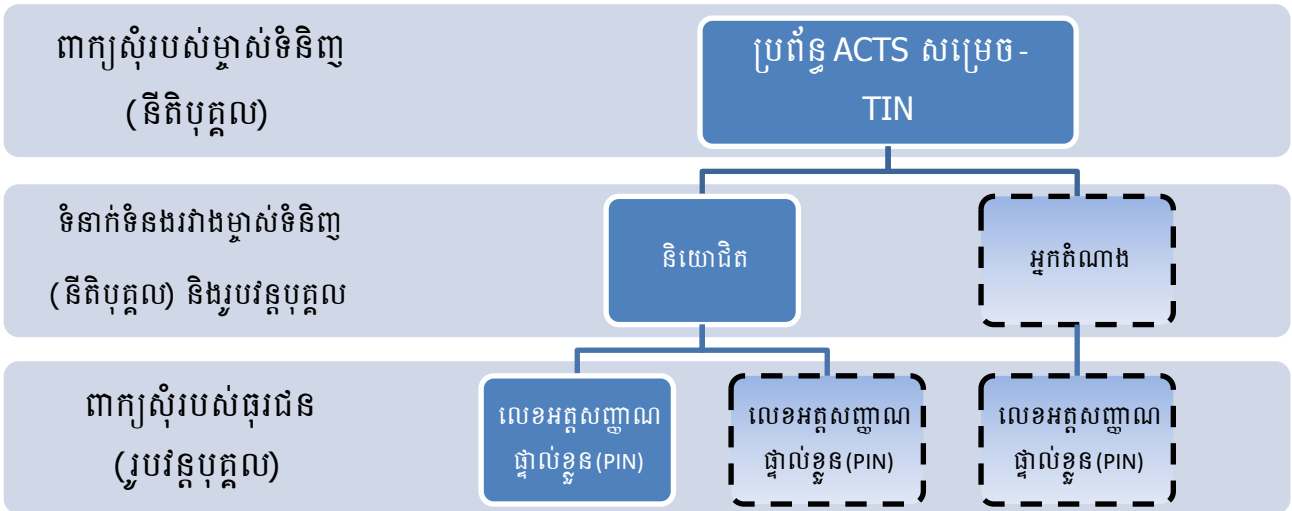 ពាក្យសុំរបស់ម្ចាស់ទំនិញ
(នីតិបុគ្គល)
ប្រព័ន្ធ ACTS សម្រេច -
TIN
ទំនាក់ទំនងរវាងម្ចាស់ទំនិញ
(នីតិបុគ្គល) និងរូបវន្តបុគ្គល
និយោជិត
អ្នកតំណាង
ពាក្យសុំរបស់ធុរជន
(រូបវន្តបុគ្គល)
លេខអត្តសញ្ញាណ
ផ្ទាល់ខ្លួន(PIN)
លេខអត្តសញ្ញាណ
ផ្ទាល់ខ្លួន(PIN)
លេខអត្តសញ្ញាណ
ផ្ទាល់ខ្លួន(PIN)